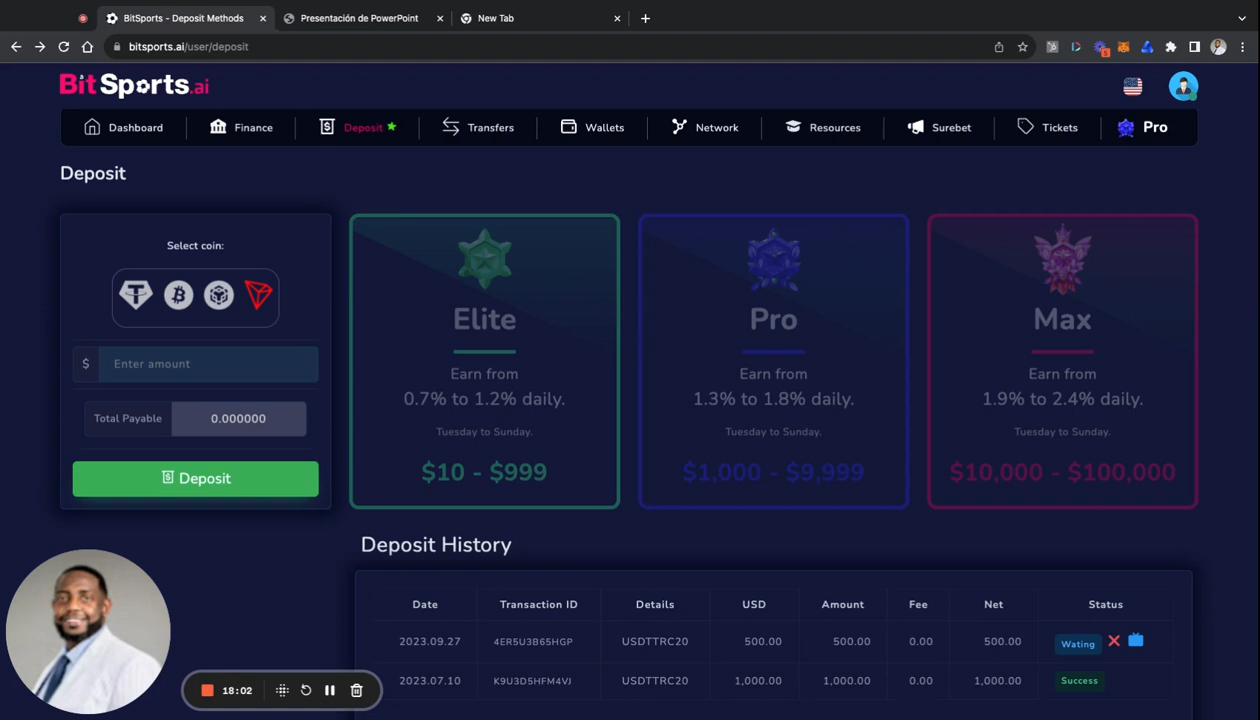 BitSports - Deposit Methods
Presentación de PowerPoint
New Tab
bitsports.ai/user/deposit
BitSports.ai
Dashboard
Finance
Deposit
Transfers
Wallets
Network
Resources
Surebet
Tickets
Pro
Deposit
Select coin:
$ Enter amount
Total Payable 0.000000
Deposit
Elite
Earn from
0.7% to 1.2% daily.
Tuesday to Sunday.
$10 - $999
Pro
Earn from
1.3% to 1.8% daily.
Tuesday to Sunday.
$1,000 - $9,999
Max
Earn from
1.9% to 2.4% daily.
Tuesday to Sunday.
$10,000 - $100,000
Deposit History
Date Transaction ID Details USD Amount Fee Net Status
2023.09.27 4ER5U3B65HGP USDTTRC20 500.00 500.00 0.00 500.00 Wating
2023.07.10 K9U3D5HFM4VJ USDTTRC20 1,000.00 1,000.00 0.00 1,000.00 Success
18:02